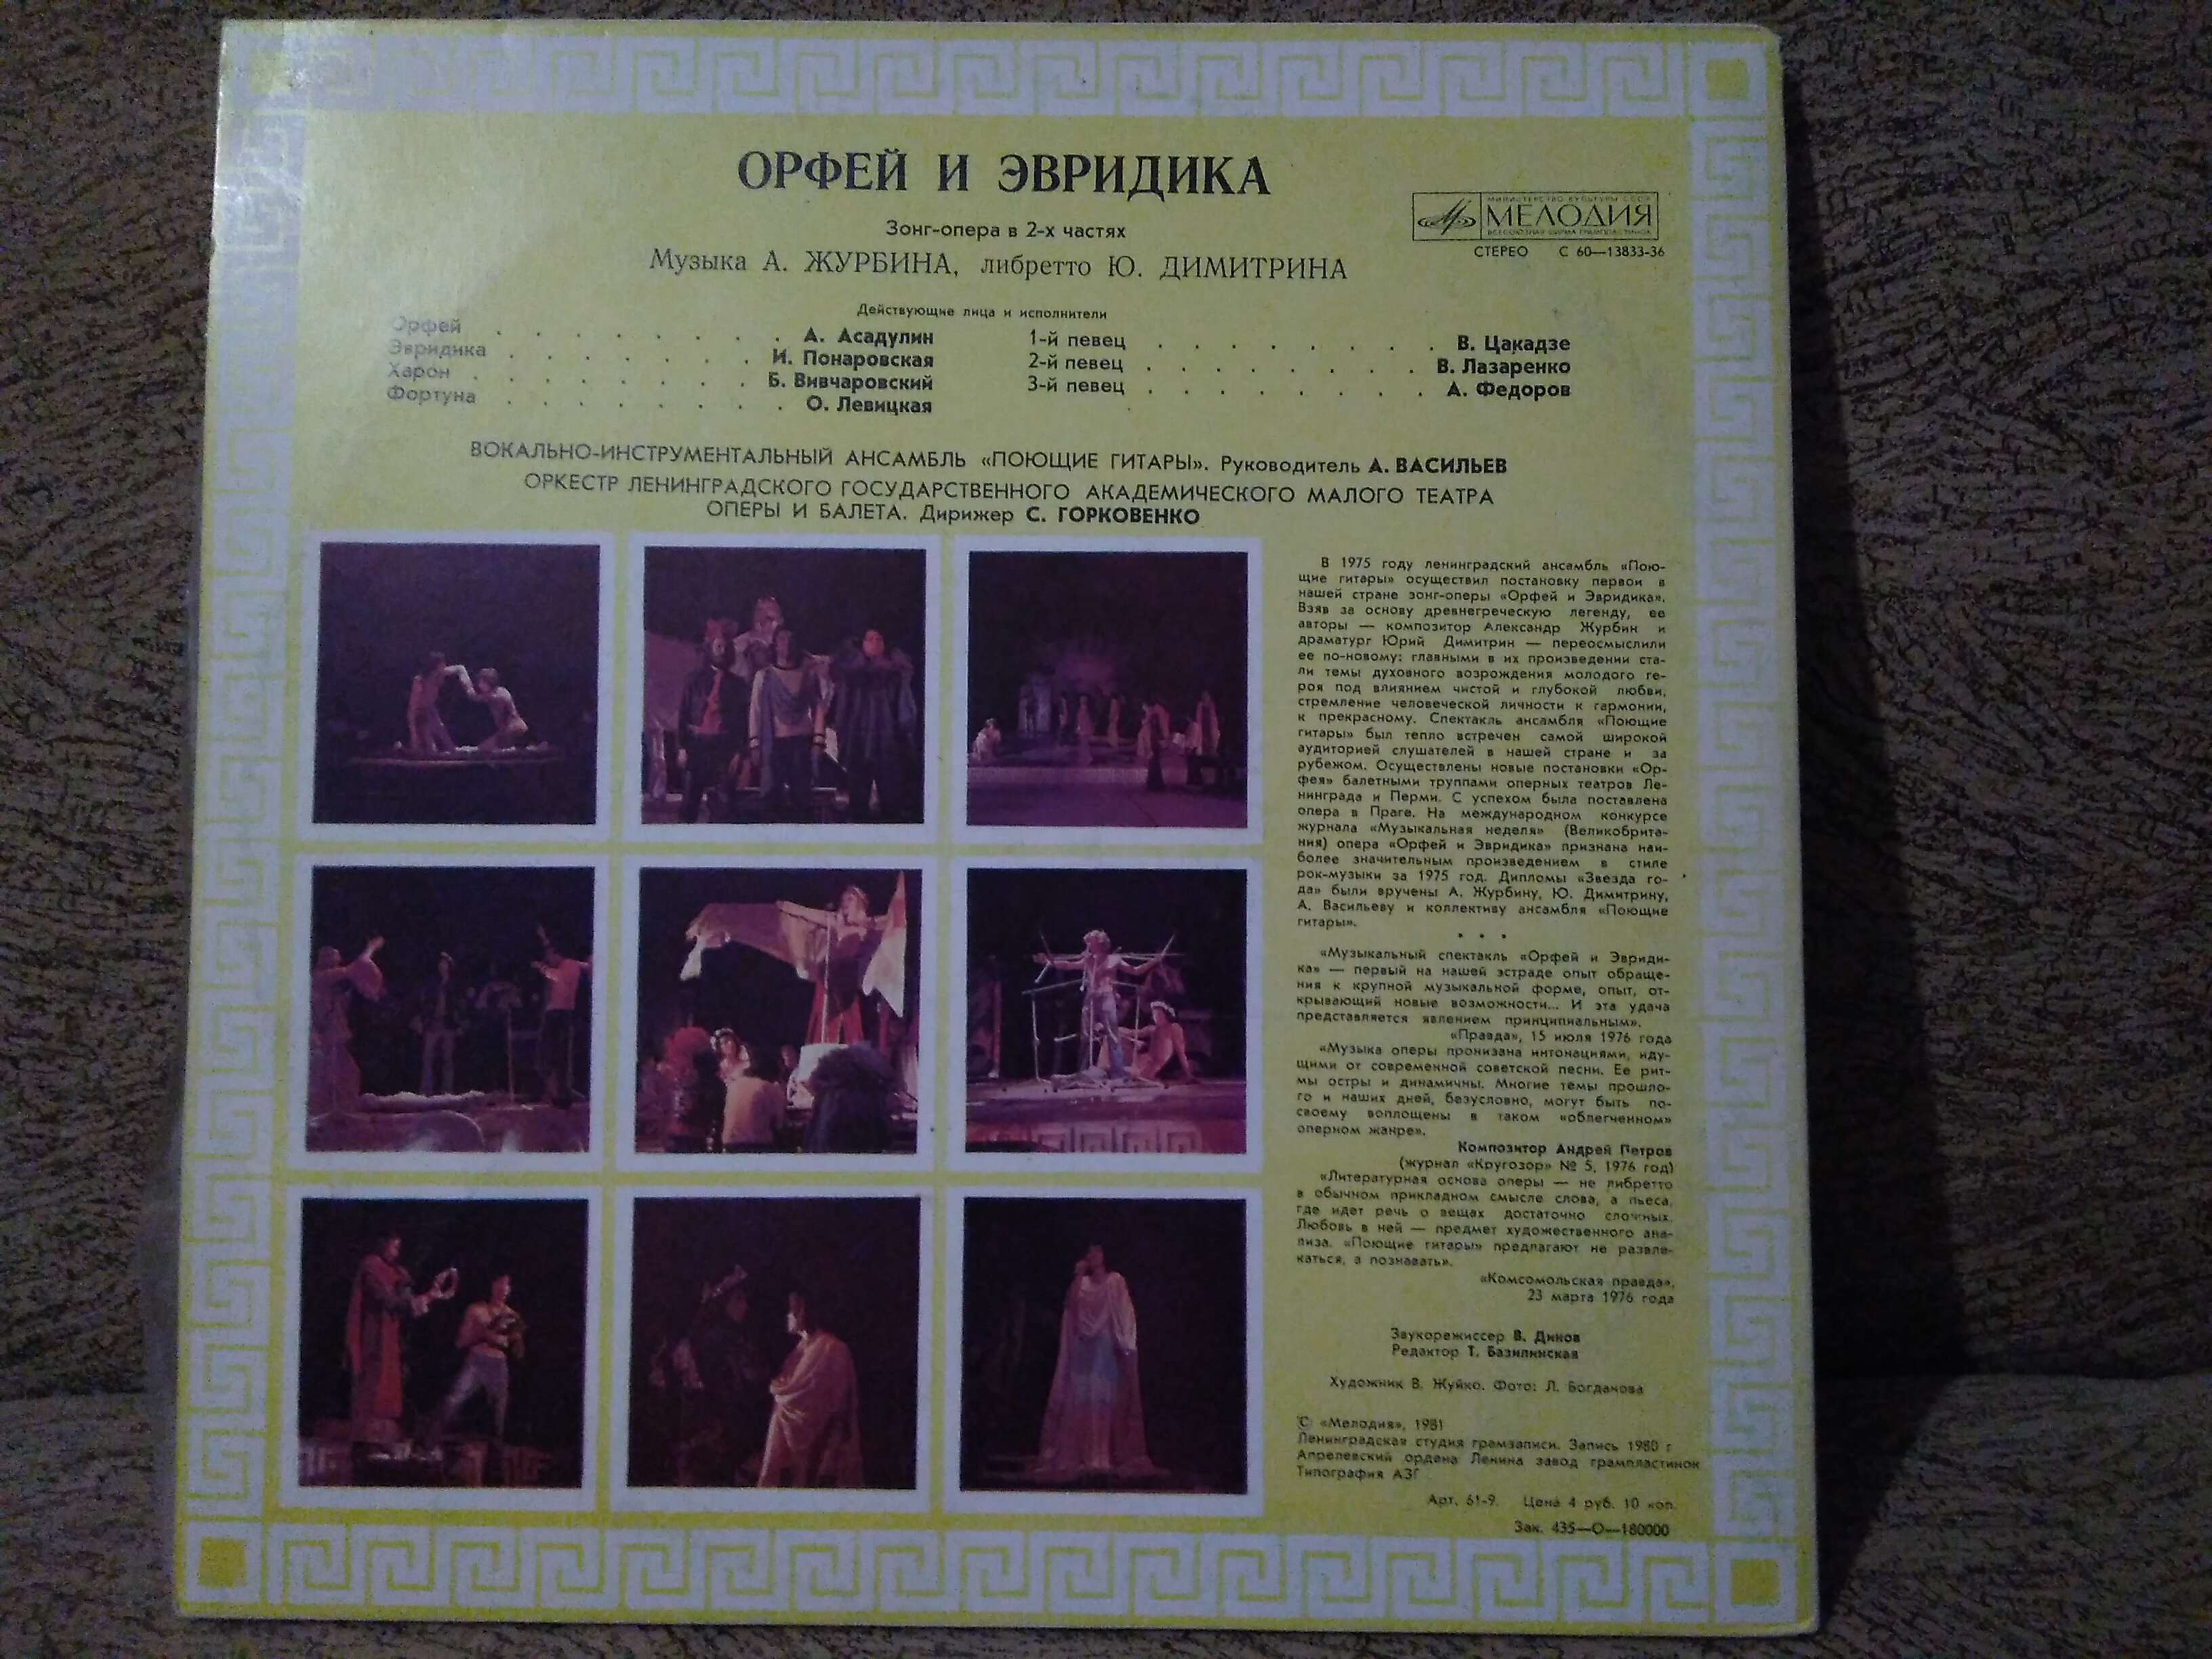 ОРФЕЙ И ЭВРИДИКА
Зонг-опера в 2-х частях
Музыка А. ЖУРБИНА, либретто Ю. ДИМИТРИНА
МИНИСТЕРСТВО КУЛЬТУРЫ СССР
МЕЛОДИЯ
ВСЕСОЮЗНАЯ ФИРМА ГРАМПЛАСТИНОК
СТЕРЕО С 60—13833-36
Действующие лица и исполнители
Орфей . . . . . . . . А. Асадулин
Эвридика . . . . . . . И. Понаровская
Харон . . . . . . . . Б. Вивчаровский
Фортуна . . . . . . . . О. Левицкая
1-й певец . . . . . . . . В. Цакадзе
2-й певец . . . . . . . . В. Лазаренко
3-й певец . . . . . . . . А. Федоров
ВОКАЛЬНО-ИНСТРУМЕНТАЛЬНЫЙ АНСАМБЛЬ «ПОЮЩИЕ ГИТАРЫ». Руководитель А. ВАСИЛЬЕВ
ОРКЕСТР ЛЕНИНГРАДСКОГО ГОСУДАРСТВЕННОГО АКАДЕМИЧЕСКОГО МАЛОГО ТЕАТРА
ОПЕРЫ И БАЛЕТА. Дирижер С. ГОРКОВЕНКО
В 1975 году ленинградский ансамбль «Пою-
щие гитары» осуществил постановку первой в
нашей стране зонг-оперы «Орфей и Эвридика».
Взяв за основу древнегреческую легенду, ее
авторы — композитор Александр Журбин и
драматург Юрий Димитрин — переосмыслили
ее по-новому: главными в их произведении ста-
ли темы духовного возрождения молодого ге-
роя под влиянием чистой и глубокой любви,
стремление человеческой личности к гармонии,
к прекрасному. Спектакль ансамбля «Поющие
гитары» был тепло встречен самой широкой
аудиторией слушателей в нашей стране и за
рубежом. Осуществлены новые постановки «Ор-
фея» балетными труппами оперных театров Ле-
нинграда и Перми. С успехом была поставлена
опера в Праге. На международном конкурсе
журнала «Музыкальная неделя» (Великобрита-
ния) опера «Орфей и Эвридика» признана наи-
более значительным произведением в стиле
рок-музыки за 1975 год. Дипломы «Звезда го-
да» были вручены А. Журбину, Ю. Димитрину,
А. Васильеву и коллективу ансамбля «Поющие
гитары».
• • •
«Музыкальный спектакль «Орфей и Эвриди-
ка» — первый на нашей эстраде опыт обраще-
ния к крупной музыкальной форме, опыт, от-
крывающий новые возможности... И эта удача
представляется явлением принципиальным».
«Правда», 15 июля 1976 года
«Музыка оперы пронизана интонациями, иду-
щими от современной советской песни. Ее рит-
мы остры и динамичны. Многие темы прошло-
го и наших дней, безусловно, могут быть по-
своему воплощены в таком «облегченном»
оперном жанре».
Композитор Андрей Петров
(журнал «Кругозор» № 5, 1976 год)
«Литературная основа оперы — не либретто
в обычном прикладном смысле слова, а пьеса,
где идет речь о вещах достаточно сложных.
Любовь в ней — предмет художественного ана-
лиза. «Поющие гитары» предлагают не развле-
каться, а познавать».
«Комсомольская правда»,
23 марта 1976 года
Звукорежиссер В. Динов
Редактор Т. Базилинская
Художник В. Жуйко. Фото: Л. Богданова
© «Мелодия», 1981
Ленинградская студия грамзаписи. Запись 1980 г.
Апрелевский ордена Ленина завод грампластинок
Типография АЗГ
Арт. 61-9. Цена 4 руб. 10 коп.
Зак. 435—О—180000